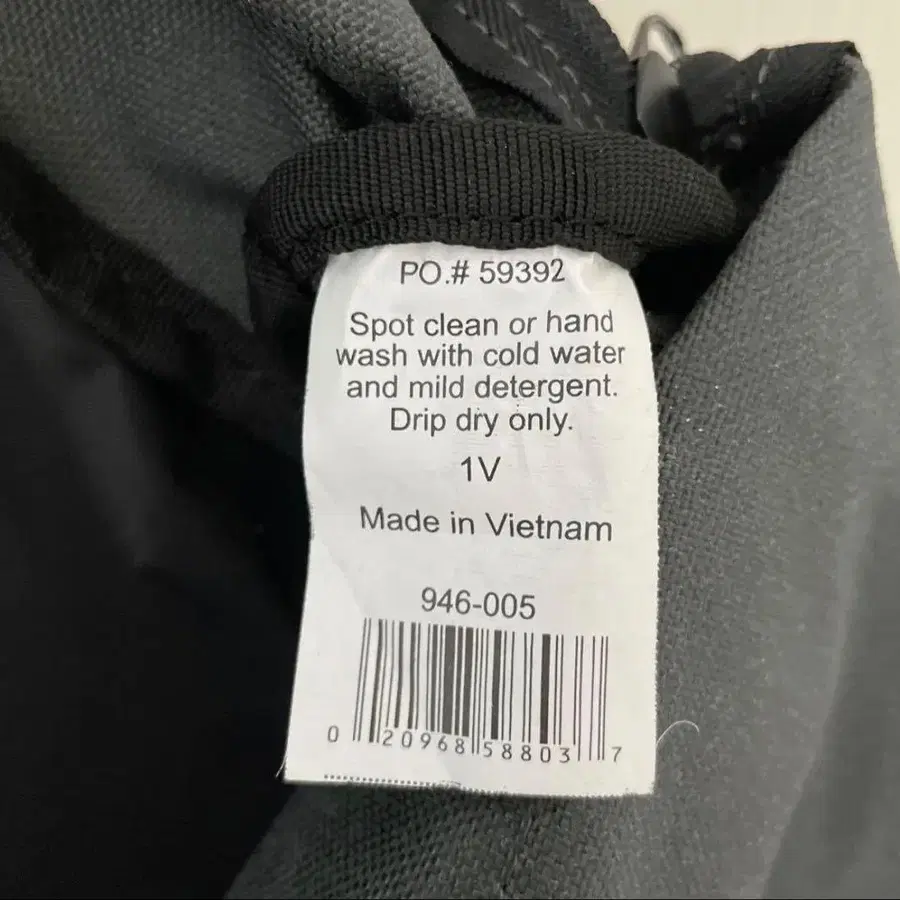 PO.# 59392
Spot clean or hand
wash with cold water
and mild detergent.
Drip dry only.
1V
Made in Vietnam
946-005
0 20968 58803 7